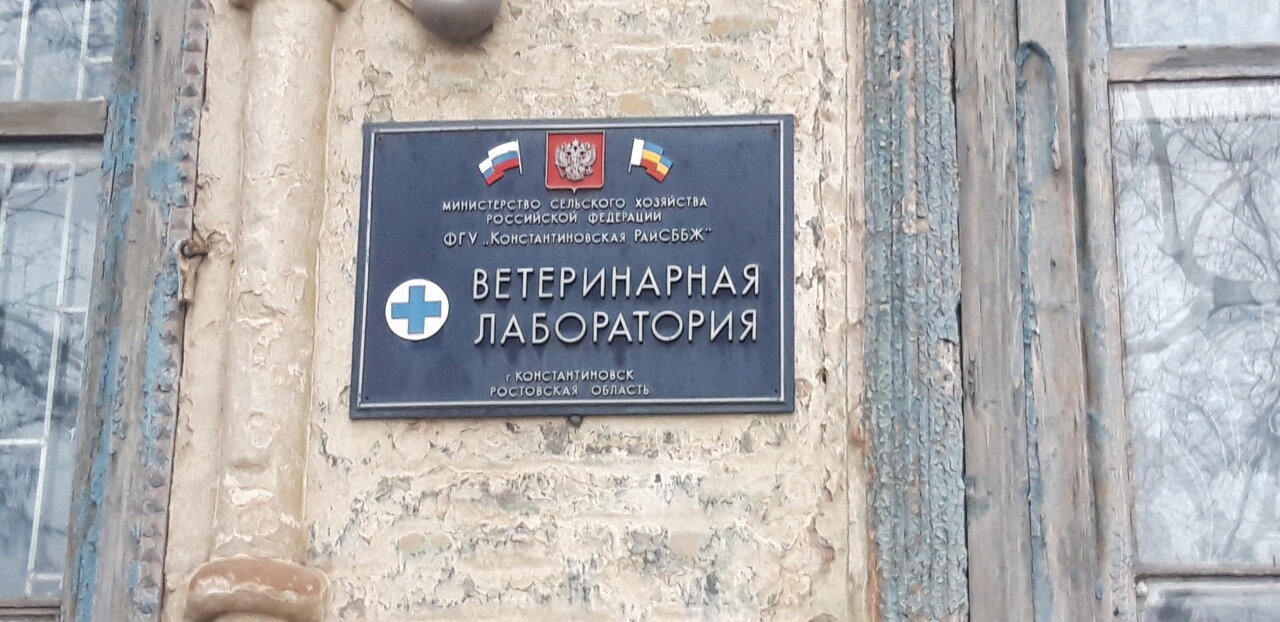 МИНИСТЕРСТВО СЕЛЬСКОГО ХОЗЯЙСТВА
РОССИЙСКОЙ ФЕДЕРАЦИИ
ФГУ „Константиновская РайСББЖ"
ВЕТЕРИНАРНАЯ
ЛАБОРАТОРИЯ
г. КОНСТАНТИНОВСК
РОСТОВСКАЯ ОБЛАСТЬ